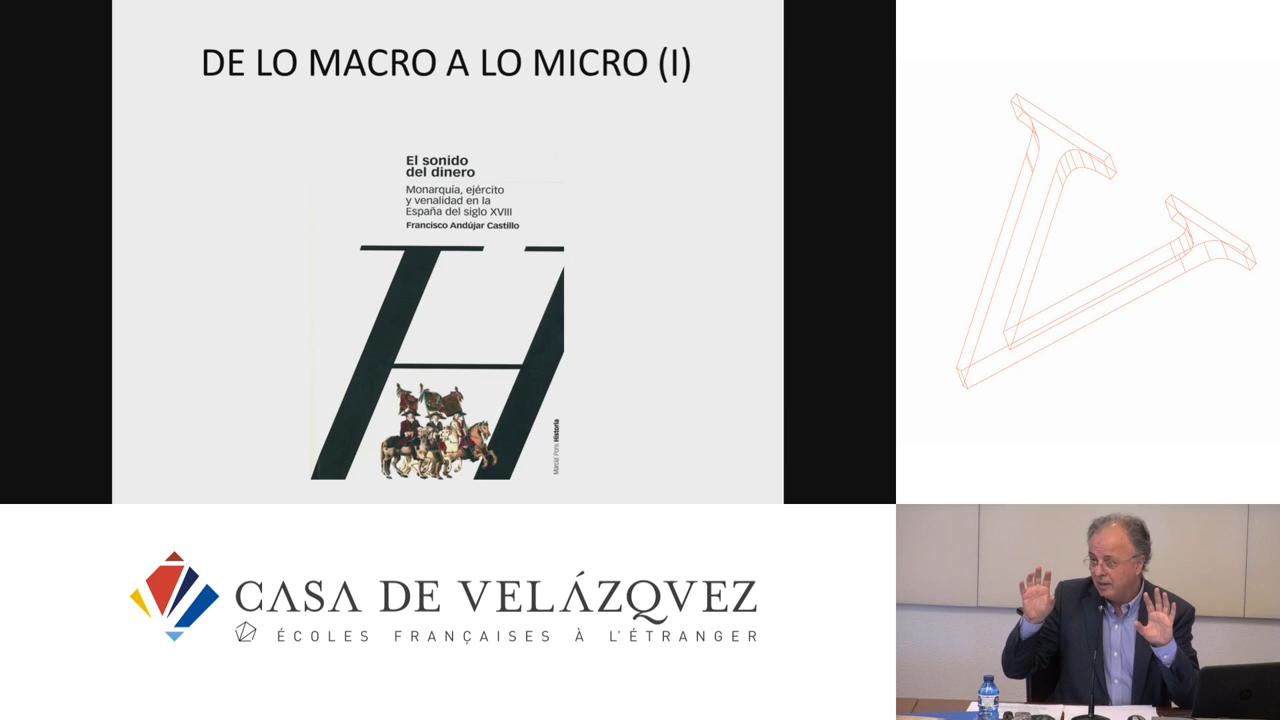 DE LO MACRO A LO MICRO (I)
El sonido
del dinero
Monarquía, ejército
y venalidad en la
España del siglo XVIII
Francisco Andújar Castillo
Marcial Pons Historia
CASA DE VELÁZQVEZ
ÉCOLES FRANÇAISES À L'ÉTRANGER